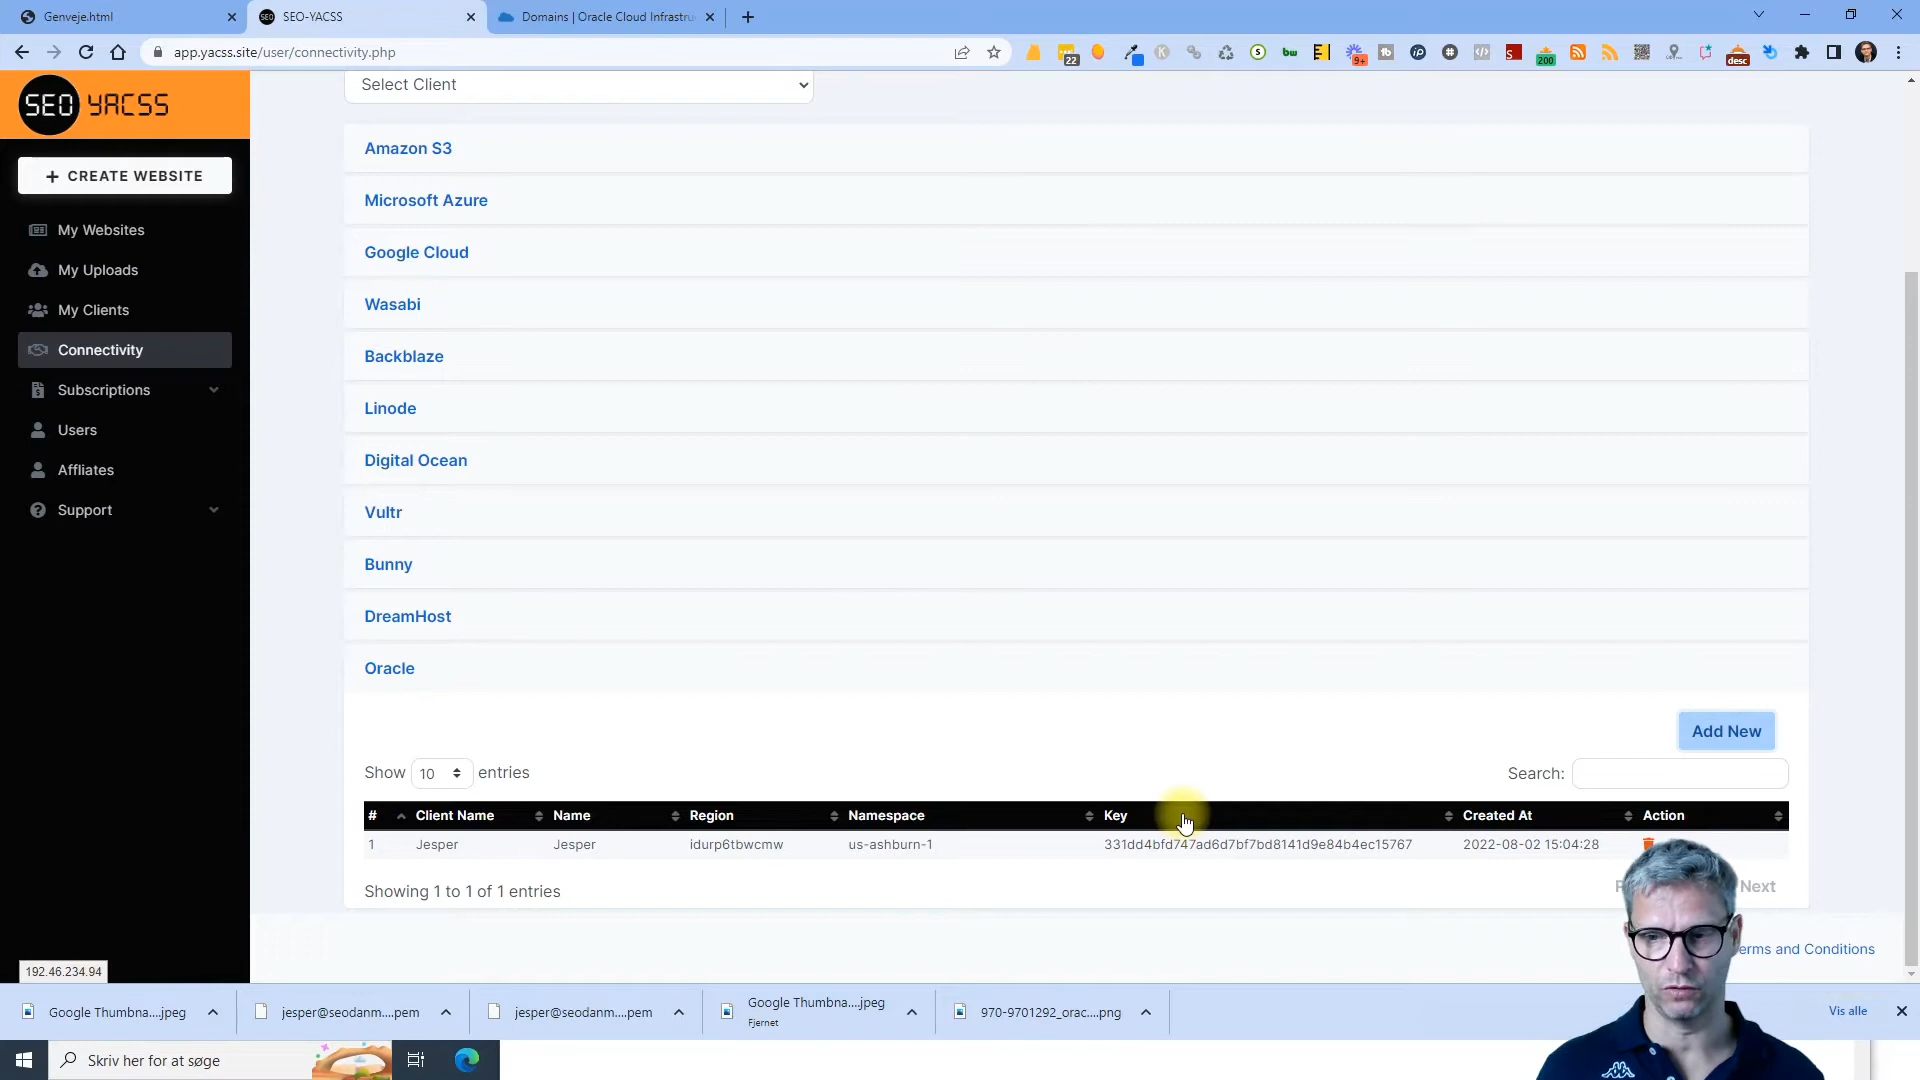 Genveje.html
SEO-YACSS
Domains | Oracle Cloud Infrastru
app.yacss.site/user/connectivity.php
22
9+
200
desc
SEO YACSS
Select Client
+ CREATE WEBSITE
My Websites
My Uploads
My Clients
Connectivity
Subscriptions
Users
Affliates
Support
Amazon S3
Microsoft Azure
Google Cloud
Wasabi
Backblaze
Linode
Digital Ocean
Vultr
Bunny
DreamHost
Oracle
Add New
Show 10 entries
Search:
# Client Name Name Region Namespace Key Created At Action
1 Jesper Jesper idurp6tbwcmw us-ashburn-1 331dd4bfd747ad6d7bf7bd8141d9e84b4ec15767 2022-08-02 15:04:28
Showing 1 to 1 of 1 entries
Next
erms and Conditions
192.46.234.94
Google Thumbna....jpeg
jesper@seodanm....pem
jesper@seodanm....pem
Google Thumbna....jpeg
Fjernet
970-9701292_orac....png
Vis alle
Skriv her for at søge